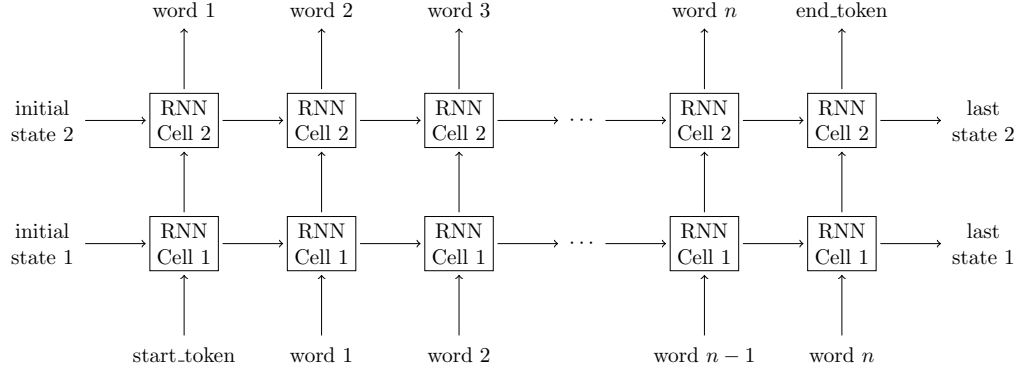 word 1 word 2 word 3 word n end_token
initial RNN RNN RNN RNN RNN last
state 2 Cell 2 Cell 2 Cell 2 ··· Cell 2 Cell 2 state 2
initial RNN RNN RNN RNN RNN last
state 1 Cell 1 Cell 1 Cell 1 ··· Cell 1 Cell 1 state 1
start_token word 1 word 2 word n − 1 word n